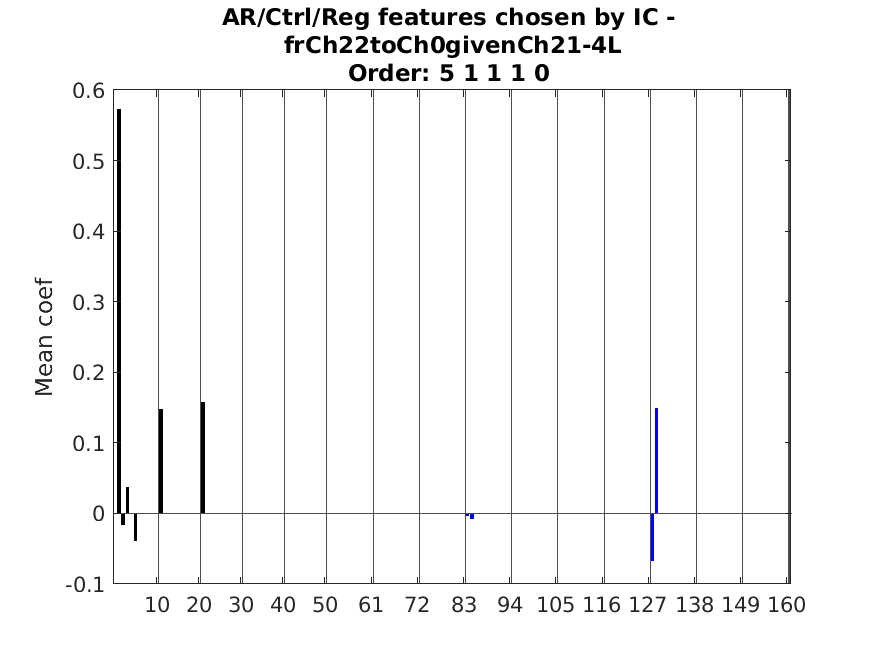 AR/Ctrl/Reg features chosen by IC -
frCh22toCh0givenCh21-4L
Order: 5 1 1 1 0
0.6
0.5
0.4
0.3
0.2
0.1
0
-0.1
Mean coef
10 20 30 40 50 61 72 83 94 105 116 127 138 149 160